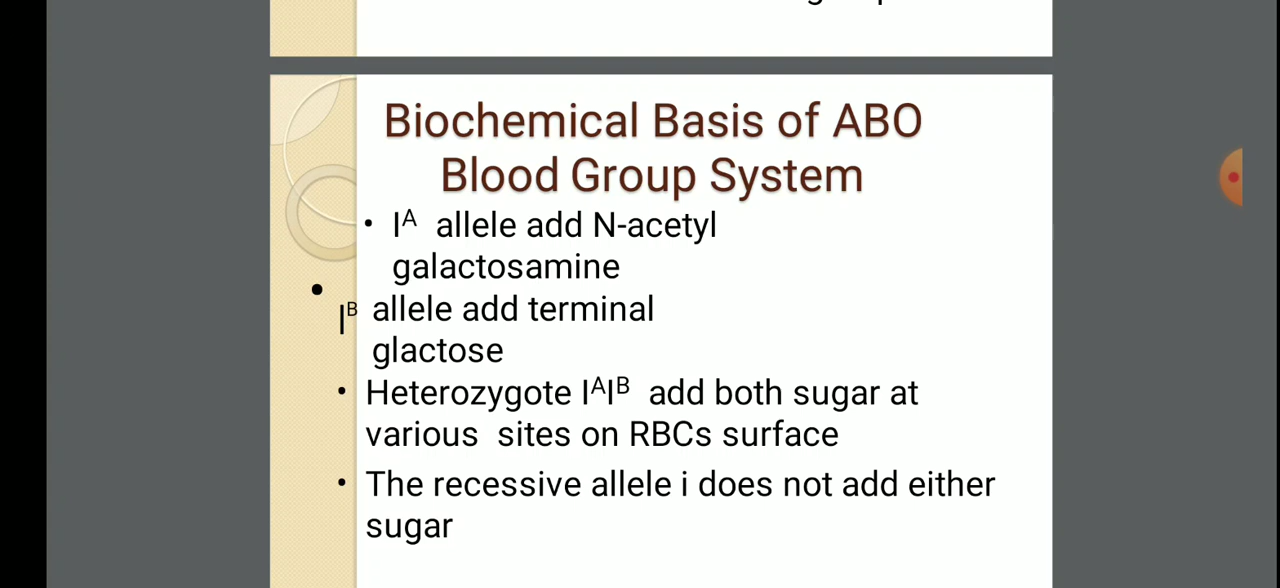 Biochemical Basis of ABO
Blood Group System
• Iᴬ allele add N-acetyl
galactosamine
• Iᴮ allele add terminal
glactose
• Heterozygote IᴬIᴮ add both sugar at
various sites on RBCs surface
• The recessive allele i does not add either
sugar